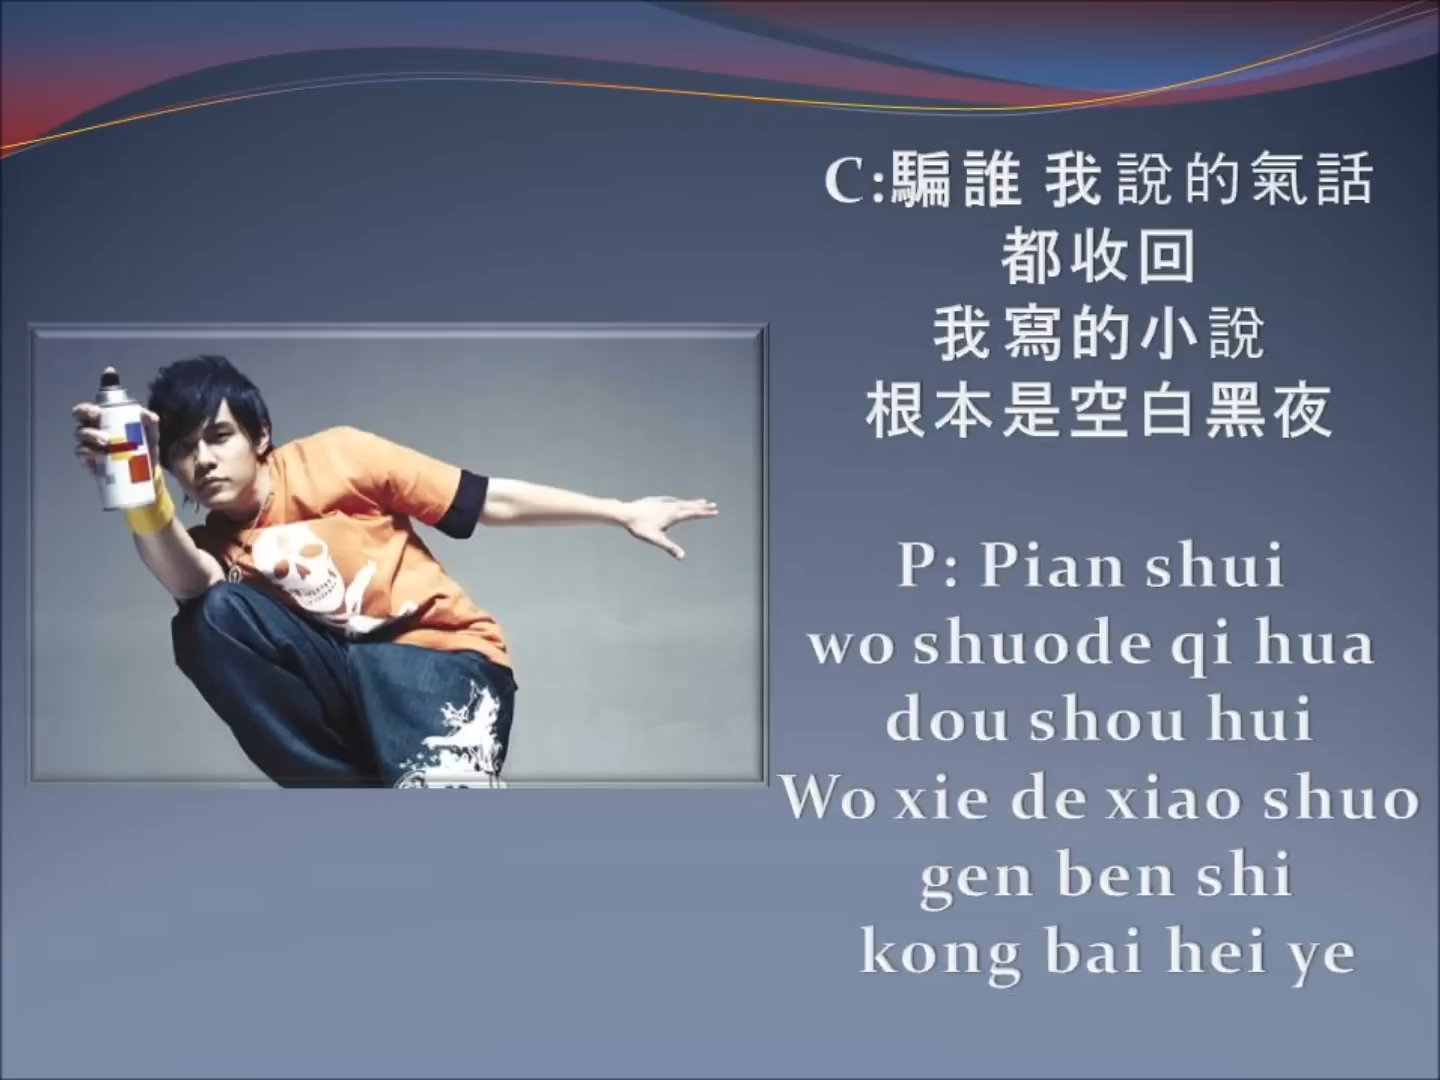 C:騙誰 我說的氣話
都收回
我寫的小說
根本是空白黑夜
P: Pian shui
wo shuode qi hua
dou shou hui
Wo xie de xiao shuo
gen ben shi
kong bai hei ye